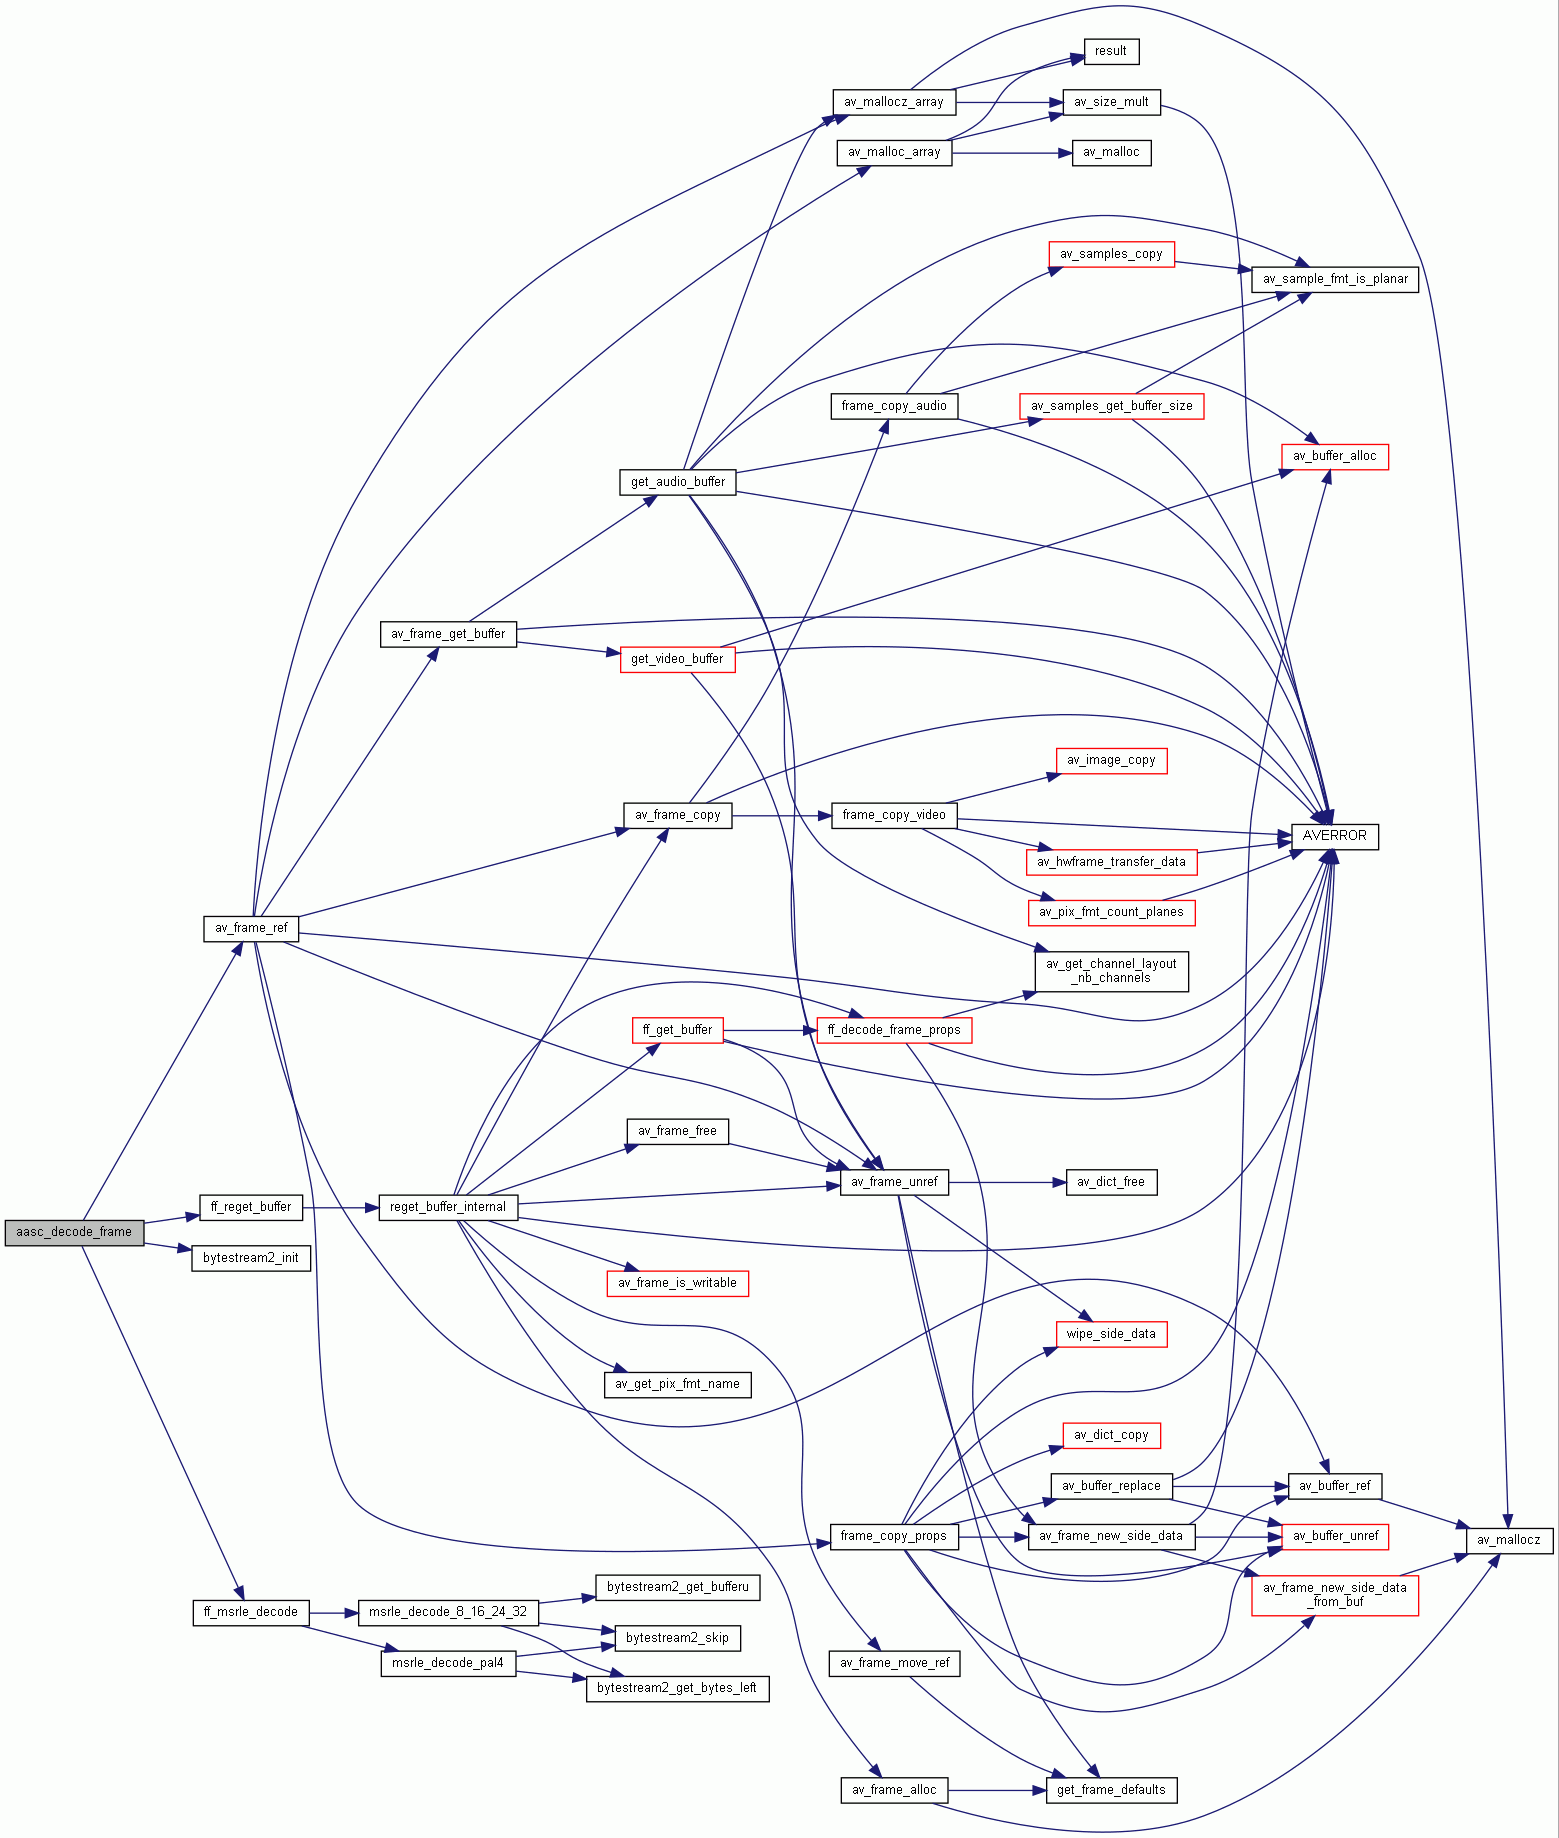 result
av_mallocz_array
av_size_mult
av_malloc_array
av_malloc
av_samples_copy
av_sample_fmt_is_planar
frame_copy_audio
av_samples_get_buffer_size
av_buffer_alloc
get_audio_buffer
av_frame_get_buffer
get_video_buffer
av_image_copy
av_frame_copy
frame_copy_video
AVERROR
av_hwframe_transfer_data
av_pix_fmt_count_planes
av_frame_ref
av_get_channel_layout
_nb_channels
ff_get_buffer
ff_decode_frame_props
av_frame_free
av_frame_unref
av_dict_free
ff_reget_buffer
reget_buffer_internal
aasc_decode_frame
bytestream2_init
av_frame_is_writable
wipe_side_data
av_get_pix_fmt_name
av_dict_copy
av_buffer_replace
av_buffer_ref
frame_copy_props
av_frame_new_side_data
av_buffer_unref
av_mallocz
bytestream2_get_bufferu
av_frame_new_side_data
_from_buf
ff_msrle_decode
msrle_decode_8_16_24_32
bytestream2_skip
msrle_decode_pal4
av_frame_move_ref
bytestream2_get_bytes_left
av_frame_alloc
get_frame_defaults